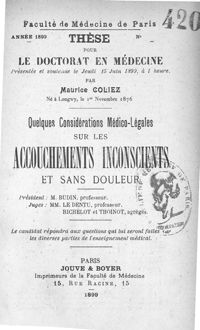 Faculté de Médecine de Paris
420
ANNÉE 1899 THÈSE N°
POUR
LE DOCTORAT EN MÉDECINE
Présentée et soutenue le Jeudi 15 Juin 1899, à 1 heure.
PAR
Maurice COLIEZ
Né à Longwy, le 1er Novembre 1876
Quelques Considérations Médico-Légales
SUR LES
ACCOUCHEMENTS INCONSCIENTS
ET SANS DOULEUR
Président : M. BUDIN, professeur.
Juges : MM. LE DENTU, professeur,
RICHELOT et THOINOT, agrégés.
Le candidat répondra aux questions qui lui seront faites sur
les diverses parties de l'enseignement médical.
PARIS
JOUVE & BOYER
Imprimeurs de la Faculté de Médecine
15, RUE RACINE, 15
1899